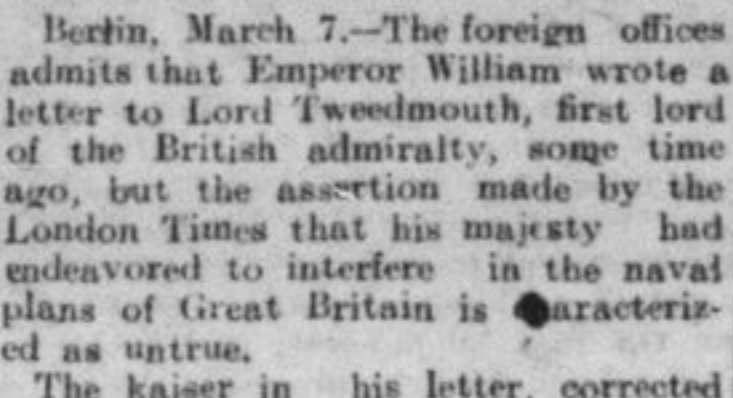 Berlin, March 7.—The foreign offices
admits that Emperor William wrote a
letter to Lord Tweedmouth, first lord
of the British admiralty, some time
ago, but the assertion made by the
London Times that his majesty had
endeavored to interfere in the naval
plans of Great Britain is characteriz-
ed as untrue.
The kaiser in his letter, corrected